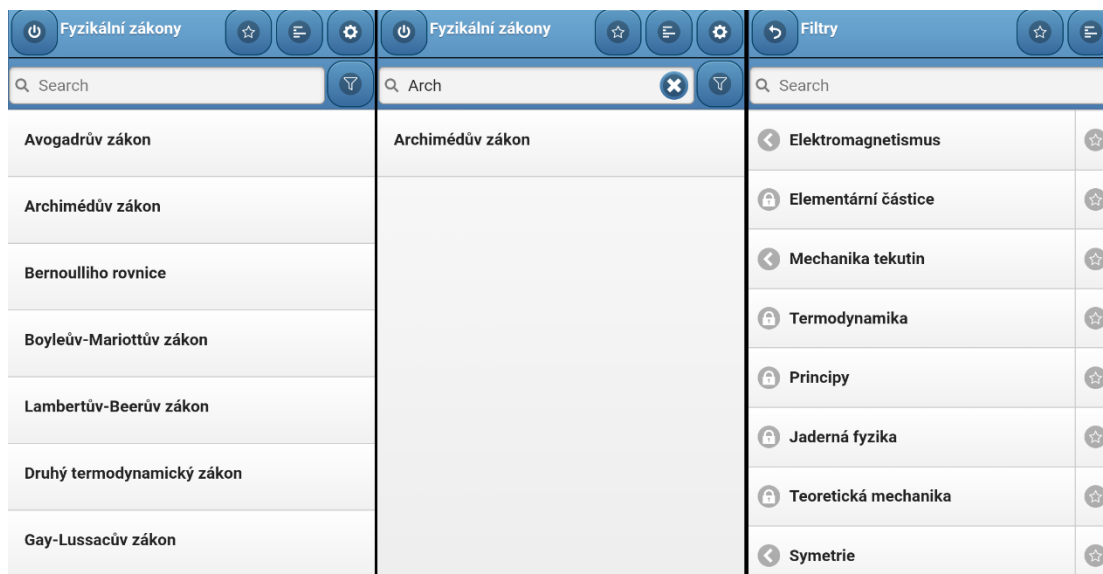 Fyzikální zákony
Search
Avogadrův zákon
Archimédův zákon
Bernoulliho rovnice
Boyleův-Mariottův zákon
Lambertův-Beerův zákon
Druhý termodynamický zákon
Gay-Lussacův zákon
Fyzikální zákony
Arch
Archimédův zákon
Filtry
Search
Elektromagnetismus
Elementární částice
Mechanika tekutin
Termodynamika
Principy
Jaderná fyzika
Teoretická mechanika
Symetrie